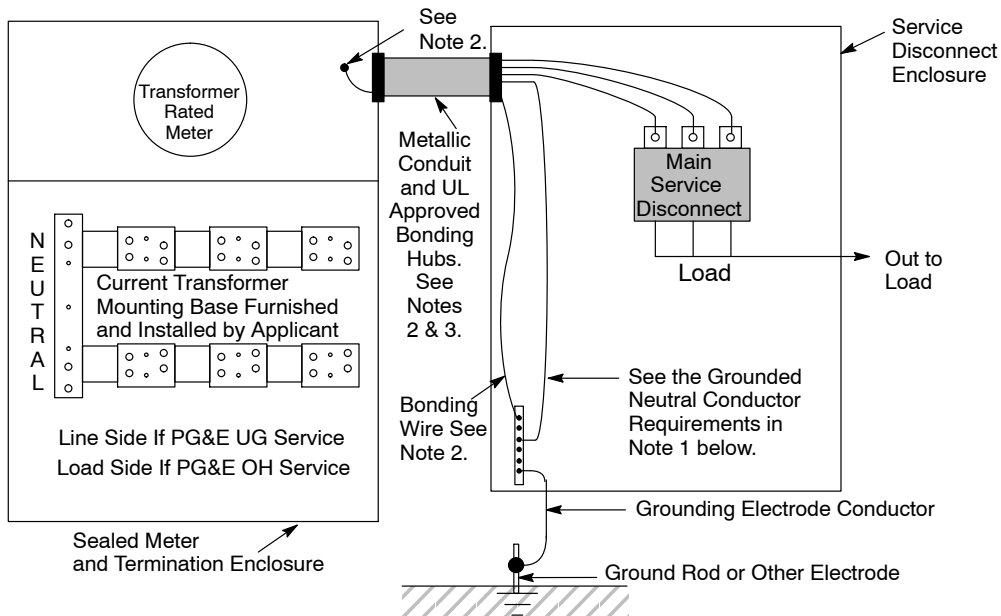 See
Note 2.
Service
Disconnect
Enclosure
Transformer
Rated
Meter
Metallic
Conduit
and UL
Approved
Bonding
Hubs.
See
Notes
2 & 3.
Main
Service
Disconnect
Load
Out to
Load
NEUTRAL
Current Transformer
Mounting Base Furnished
and Installed by Applicant
Line Side If PG&E UG Service
Load Side If PG&E OH Service
Bonding
Wire See
Note 2.
See the Grounded
Neutral Conductor
Requirements in
Note 1 below.
Grounding Electrode Conductor
Sealed Meter
and Termination Enclosure
Ground Rod or Other Electrode